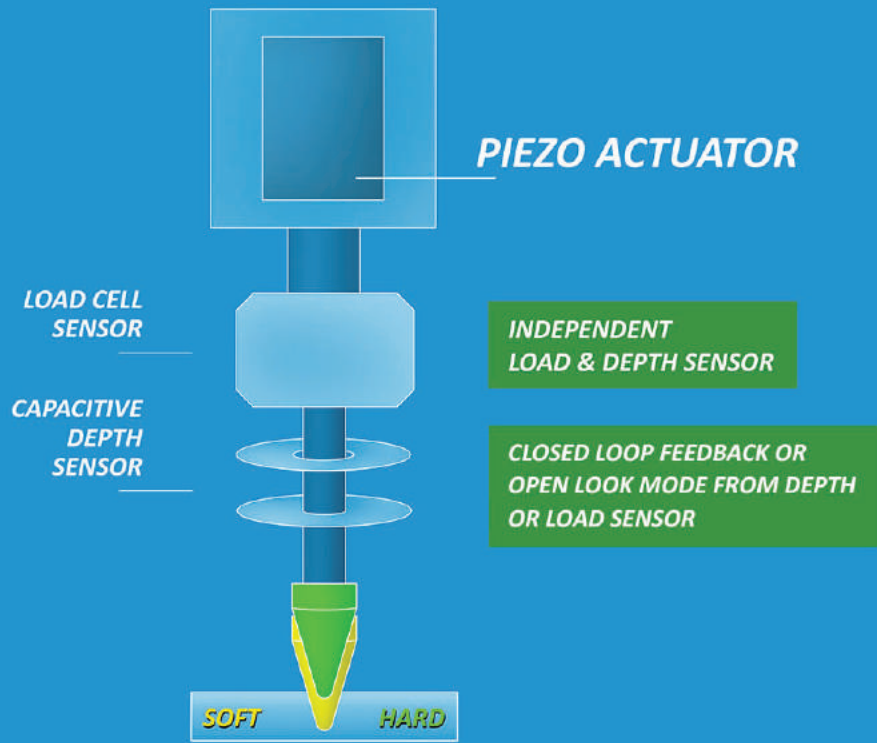 PIEZO ACTUATOR
LOAD CELL
SENSOR
INDEPENDENT
LOAD & DEPTH SENSOR
CAPACITIVE
DEPTH
SENSOR
CLOSED LOOP FEEDBACK OR
OPEN LOOK MODE FROM DEPTH
OR LOAD SENSOR
SOFT HARD